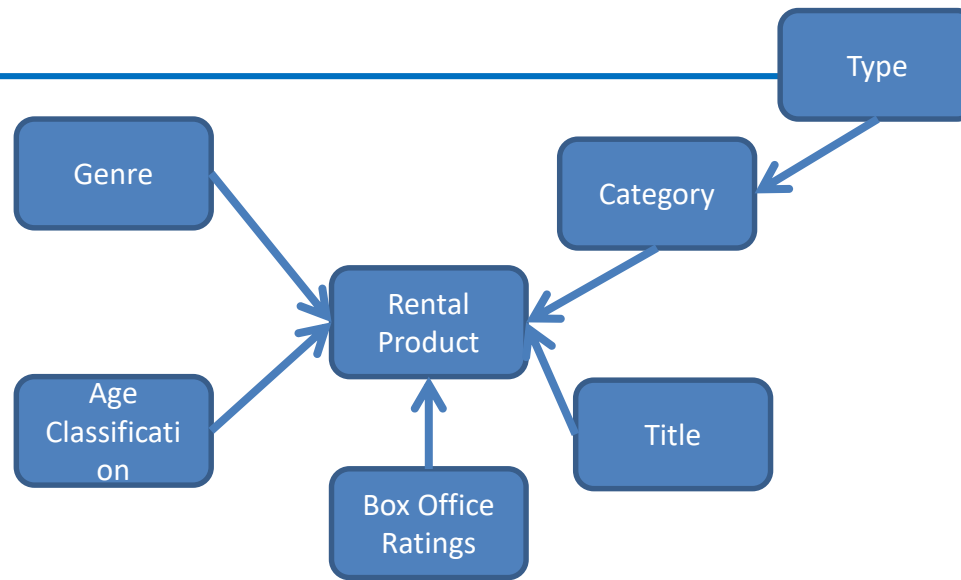 Type
Genre
Category
Rental
Product
Age
Classificati
on
Title
Box Office
Ratings